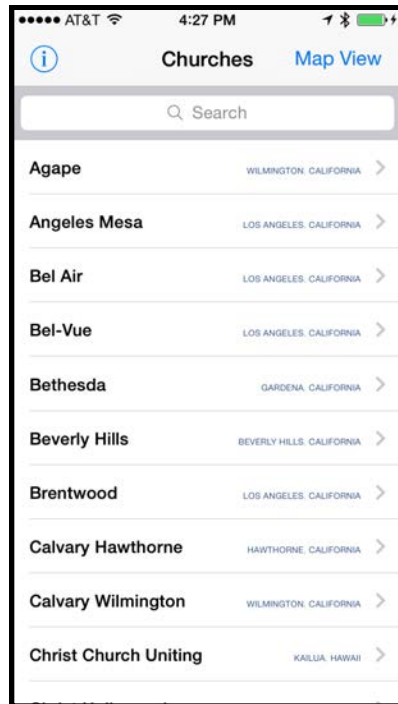 AT&T 4:27 PM
Churches Map View
Search
Agape WILMINGTON, CALIFORNIA
Angeles Mesa LOS ANGELES, CALIFORNIA
Bel Air LOS ANGELES, CALIFORNIA
Bel-Vue LOS ANGELES, CALIFORNIA
Bethesda GARDENA, CALIFORNIA
Beverly Hills BEVERLY HILLS, CALIFORNIA
Brentwood LOS ANGELES, CALIFORNIA
Calvary Hawthorne HAWTHORNE, CALIFORNIA
Calvary Wilmington WILMINGTON, CALIFORNIA
Christ Church Uniting KAILUA, HAWAII